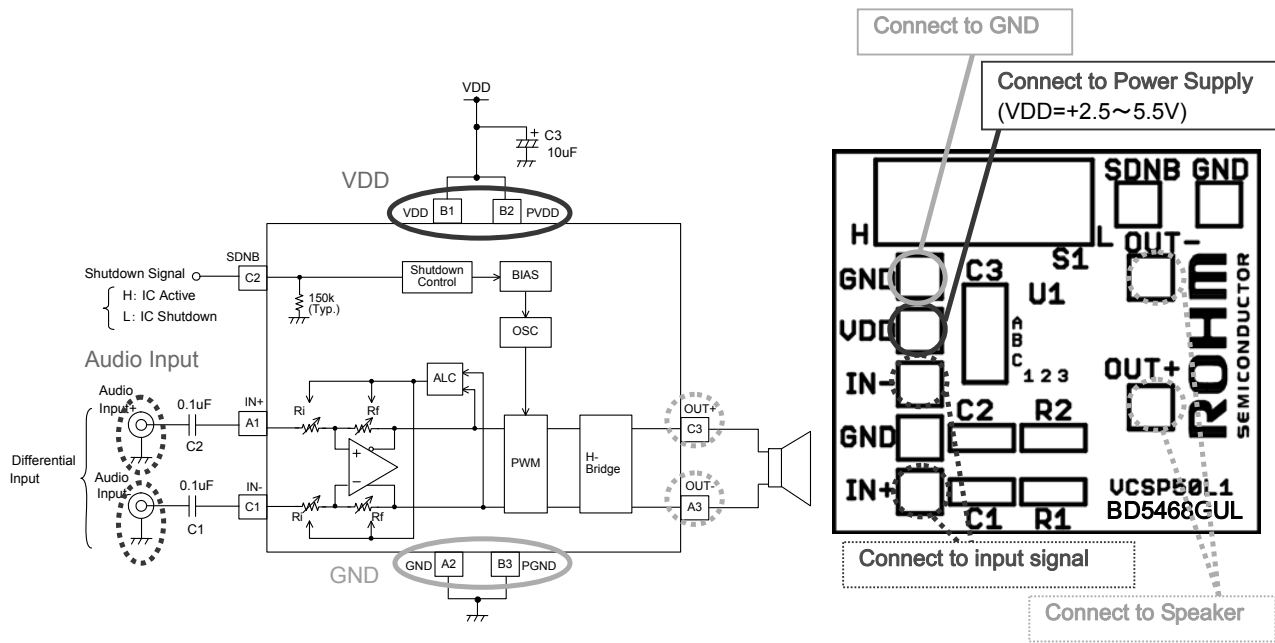 VDD
C3
10uF
+
VDD
VDD B1 B2 PVDD
SDNB
C2
Shutdown Signal
H: IC Active
L: IC Shutdown
150k
(Typ.)
Shutdown
Control
BIAS
OSC
Audio Input
Audio
Input+
0.1uF
C2
IN+
A1
Ri
Rf
ALC
+
−
PWM
H-
Bridge
OUT+
C3
OUT-
A3
Differential
Input
Audio
Input-
0.1uF
C1
IN-
C1
Ri
Rf
GND
GND A2 B3 PGND
Connect to GND
Connect to Power Supply
(VDD=+2.5～5.5V)
SDNB GND
H
L
S1
OUT-
GND
C3
U1
VDD
A
B
C
1 2 3
IN-
OUT+
GND
C2
R2
IN+
C1
R1
ROHM
SEMICONDUCTOR
VCSP50L1
BD5468GUL
Connect to input signal
Connect to Speaker